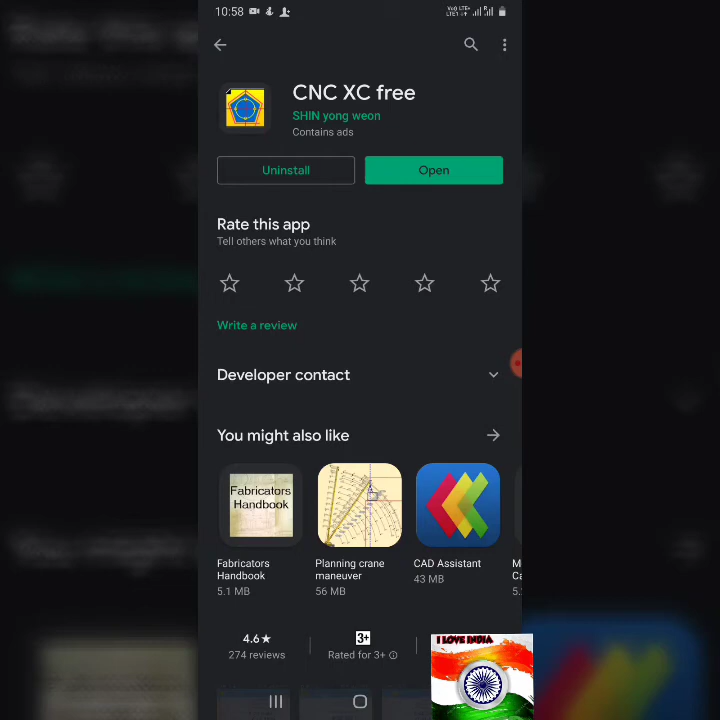 10:58
CNC XC free
SHIN yong weon
Contains ads
Uninstall
Open
Rate this app
Tell others what you think
Write a review
Developer contact
You might also like
Fabricators
Handbook
Fabricators
Handbook
5.1 MB
Planning crane
maneuver
56 MB
CAD Assistant
43 MB
4.6★
274 reviews
3+
Rated for 3+
I LOVE INDIA